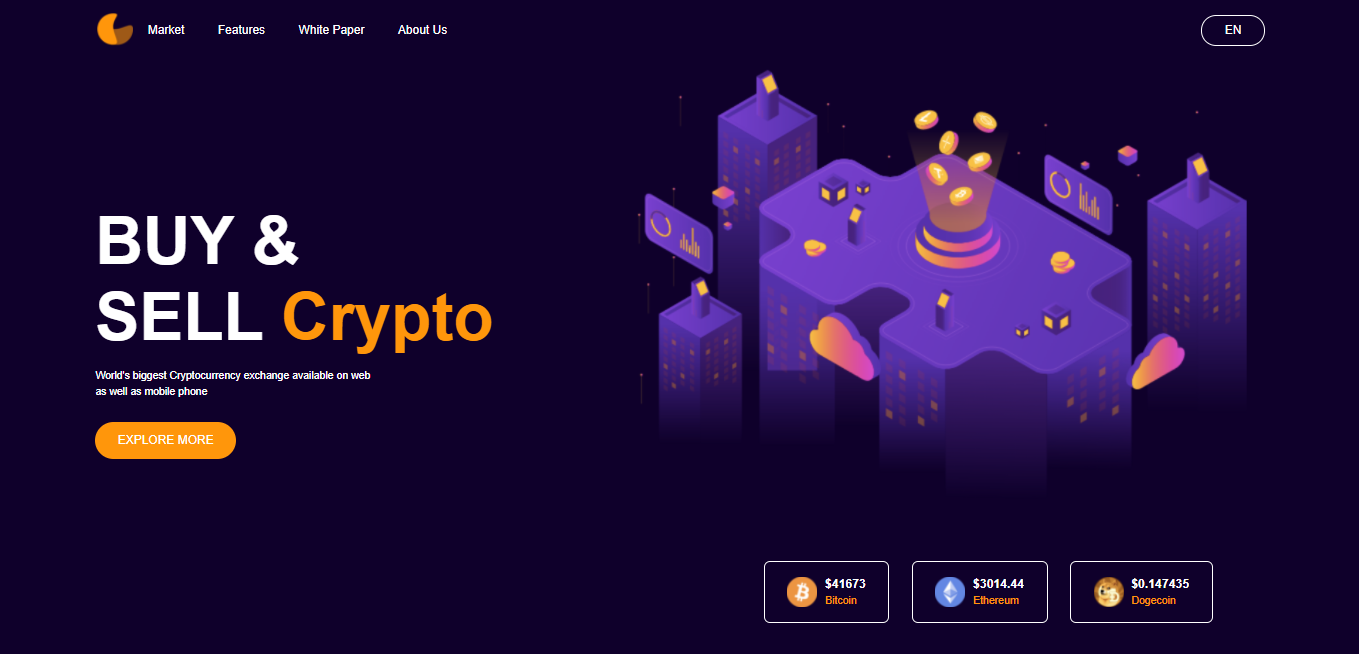 Market Features White Paper About Us EN
BUY &
SELL Crypto
World's biggest Cryptocurrency exchange available on web
as well as mobile phone
EXPLORE MORE
$41673 $3014.44 $0.147435
Bitcoin Ethereum Dogecoin